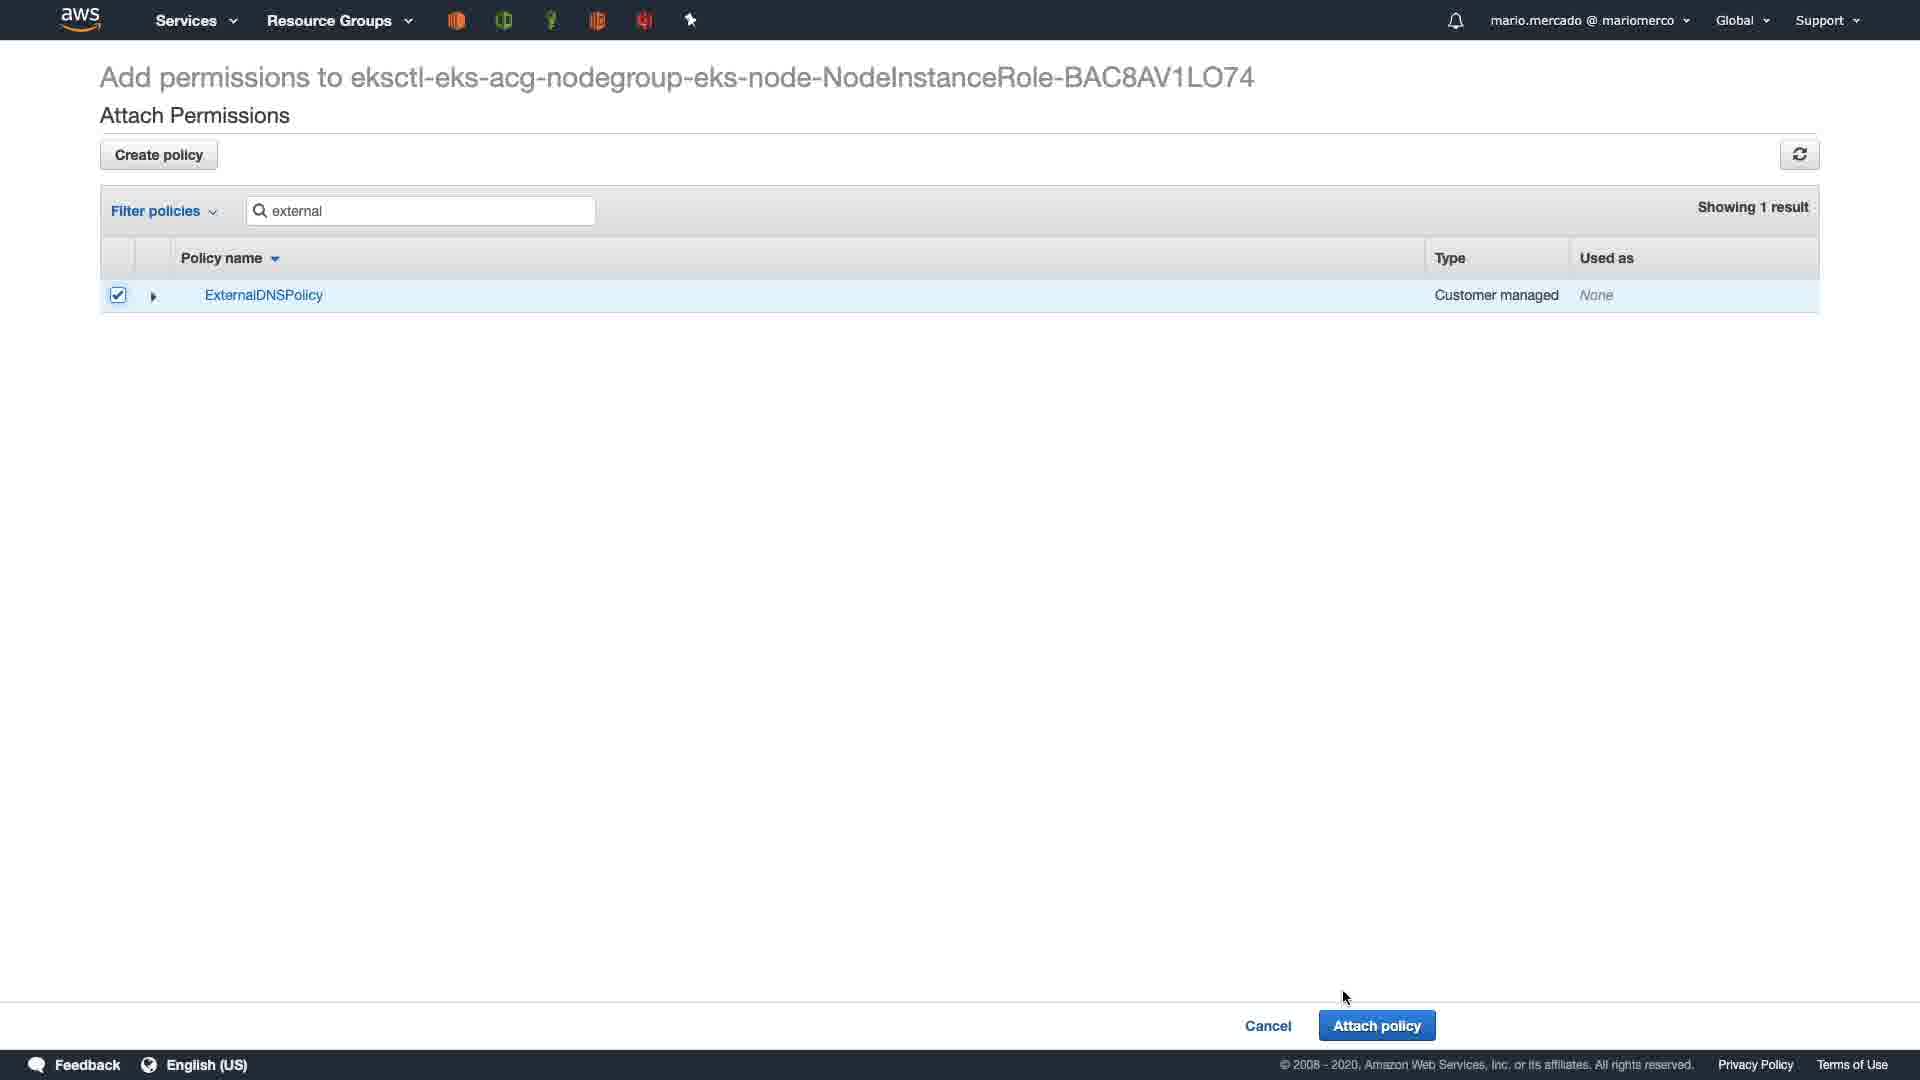 aws Services Resource Groups mario.mercado @ mariomerco Global Support
Add permissions to eksctl-eks-acg-nodegroup-eks-node-NodeInstanceRole-BAC8AV1LO74
Attach Permissions
Create policy
Filter policies external Showing 1 result
Policy name Type Used as
ExternalDNSPolicy Customer managed None
Cancel Attach policy
Feedback English (US) © 2008 - 2020, Amazon Web Services, Inc. or its affiliates. All rights reserved. Privacy Policy Terms of Use